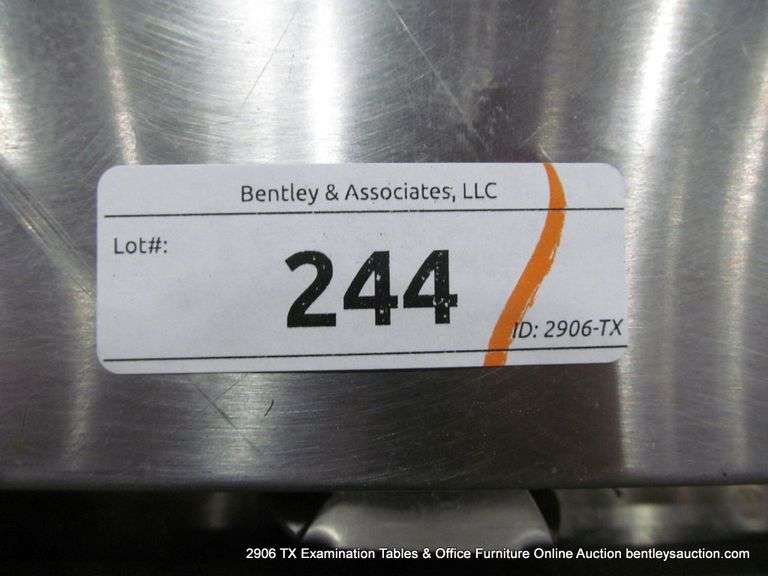 Bentley & Associates, LLC
Lot#:
244
ID: 2906-TX
2906 TX Examination Tables & Office Furniture Online Auction bentleysauction.com